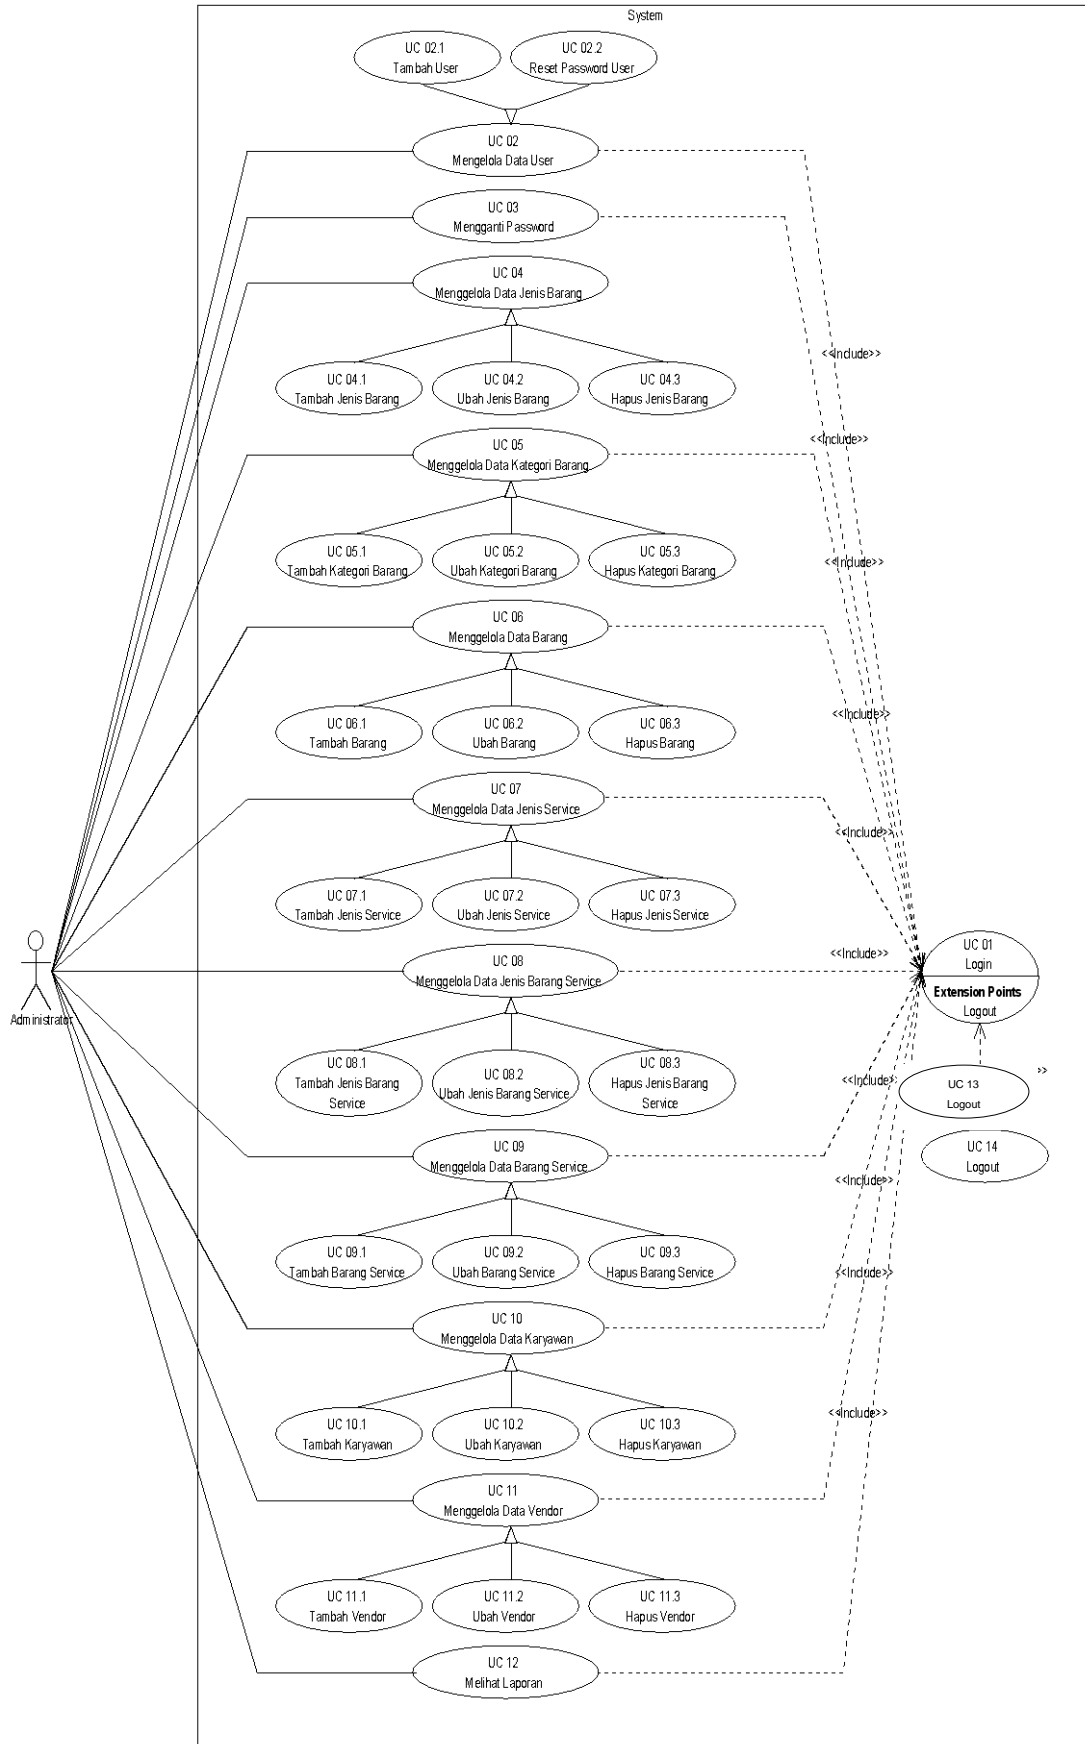 System
UC 02.1
Tambah User
UC 02.2
Reset Password User
UC 02
Mengelola Data User
UC 03
Mengganti Password
UC 04
Menggelola Data Jenis Barang
<<Include>>
UC 04.1
Tambah Jenis Barang
UC 04.2
Ubah Jenis Barang
UC 04.3
Hapus Jenis Barang
<<Include>>
UC 05
Menggelola Data Kategori Barang
UC 05.1
Tambah Kategori Barang
UC 05.2
Ubah Kategori Barang
UC 05.3
Hapus Kategori Barang
<<Include>>
UC 06
Menggelola Data Barang
UC 06.1
Tambah Barang
UC 06.2
Ubah Barang
UC 06.3
Hapus Barang
<<Include>>
UC 07
Menggelola Data Jenis Service
<<Include>>
UC 07.1
Tambah Jenis Service
UC 07.2
Ubah Jenis Service
UC 07.3
Hapus Jenis Service
Administrator
UC 08
Menggelola Data Jenis Barang Service
<<Include>>
UC 01
Login
Extension Points
Logout
UC 08.1
Tambah Jenis Barang
Service
UC 08.2
Ubah Jenis Barang Service
UC 08.3
Hapus Jenis Barang
Service
<<Include>>
>>
UC 13
Logout
UC 14
Logout
UC 09
Menggelola Data Barang Service
<<Include>>
UC 09.1
Tambah Barang Service
UC 09.2
Ubah Barang Service
UC 09.3
Hapus Barang Service
<<Include>>
UC 10
Menggelola Data Karyawan
UC 10.1
Tambah Karyawan
UC 10.2
Ubah Karyawan
UC 10.3
Hapus Karyawan
<<Include>>
UC 11
Menggelola Data Vendor
UC 11.1
Tambah Vendor
UC 11.2
Ubah Vendor
UC 11.3
Hapus Vendor
UC 12
Melihat Laporan